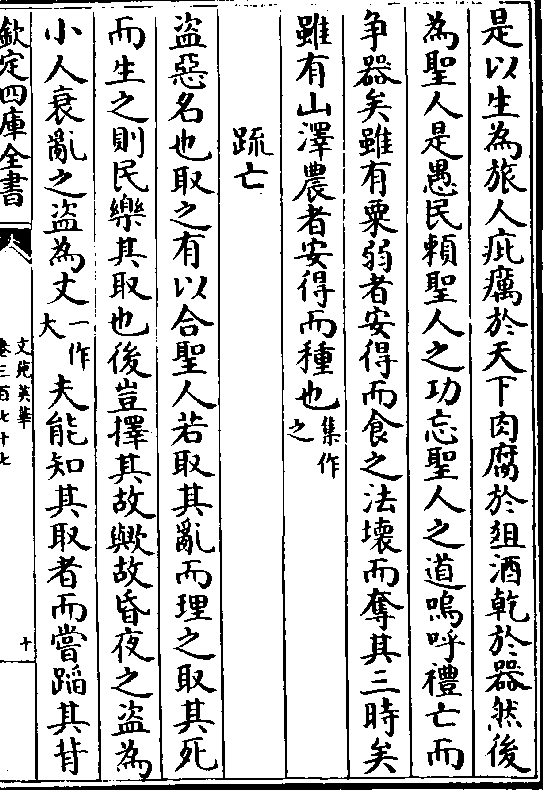 是以生為旅人疵癘於天下肉腐於俎酒乾於器然後
為聖人是愚民賴聖人之功忘聖人之道嗚呼禮亡而
争器矣雖有粟弱者安得而食之法壊而奪其三時矣
雖有山澤農者安得而種也集作之
疏亡
盗惡名也取之有以合聖人若取其亂而理之取其死
而生之則民樂其取也後豈擇其故歟故昏夜之盗為
小人衰亂之盗為丈一作大夫能知其取者而嘗蹈其背
欽定四庫全書
文苑英華
卷三百七十七
十